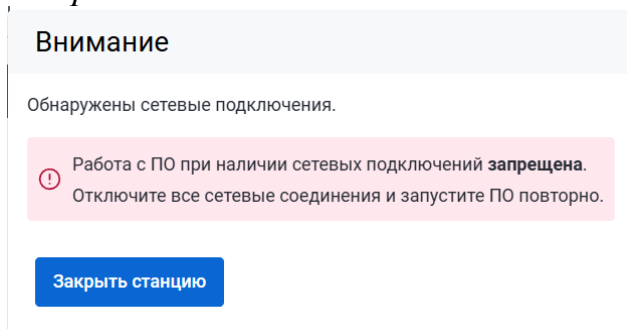 Внимание
Обнаружены сетевые подключения.
Работа с ПО при наличии сетевых подключений запрещена.
Отключите все сетевые соединения и запустите ПО повторно.
Закрыть станцию